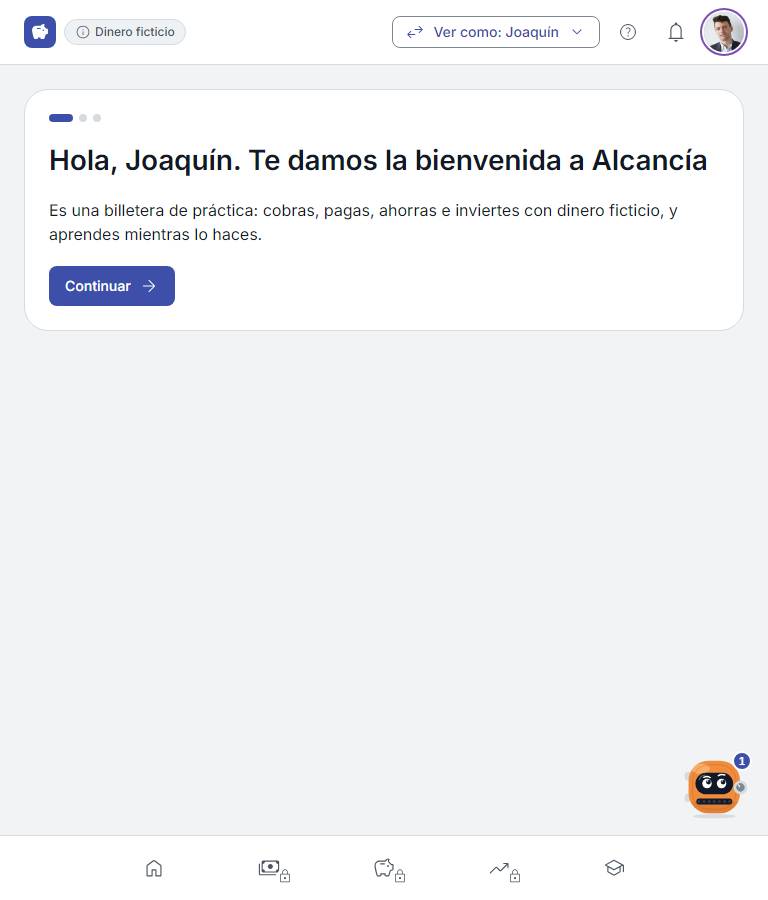 Dinero ficticio
Ver como: Joaquín
Hola, Joaquín. Te damos la bienvenida a Alcancía
Es una billetera de práctica: cobras, pagas, ahorras e inviertes con dinero ficticio, y
aprendes mientras lo haces.
Continuar
1